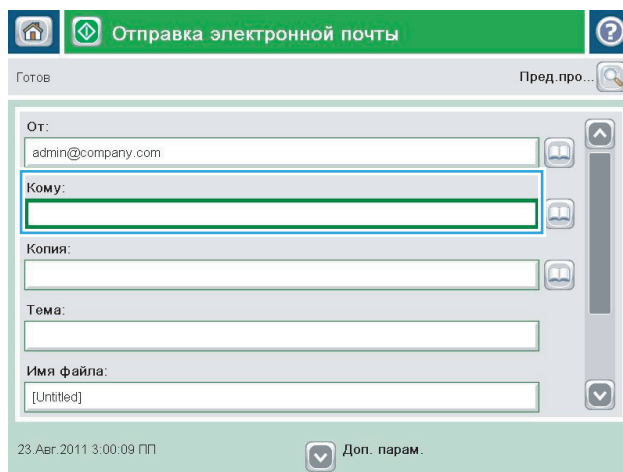 Отправка электронной почты
?
Готов
Пред.про...
От:
admin@company.com
Кому:
Копия:
Тема:
Имя файла:
[Untitled]
23.Авг.2011 3:00:09 ПП
Доп. парам.